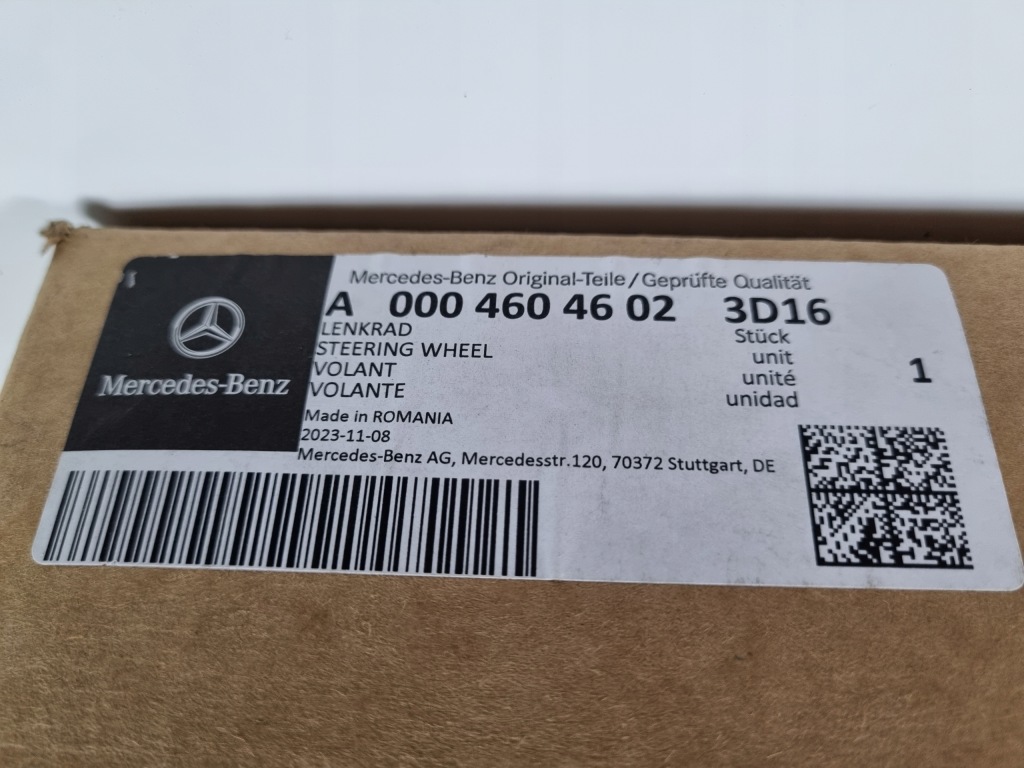 Mercedes-Benz
Mercedes-Benz Original-Teile/Geprüfte Qualität
A 000 460 46 02 3D16
LENKRAD
STEERING WHEEL
VOLANT
VOLANTE
Stück
unit
unité
unidad
1
Made in ROMANIA
2023-11-08
Mercedes-Benz AG, Mercedesstr.120, 70372 Stuttgart, DE